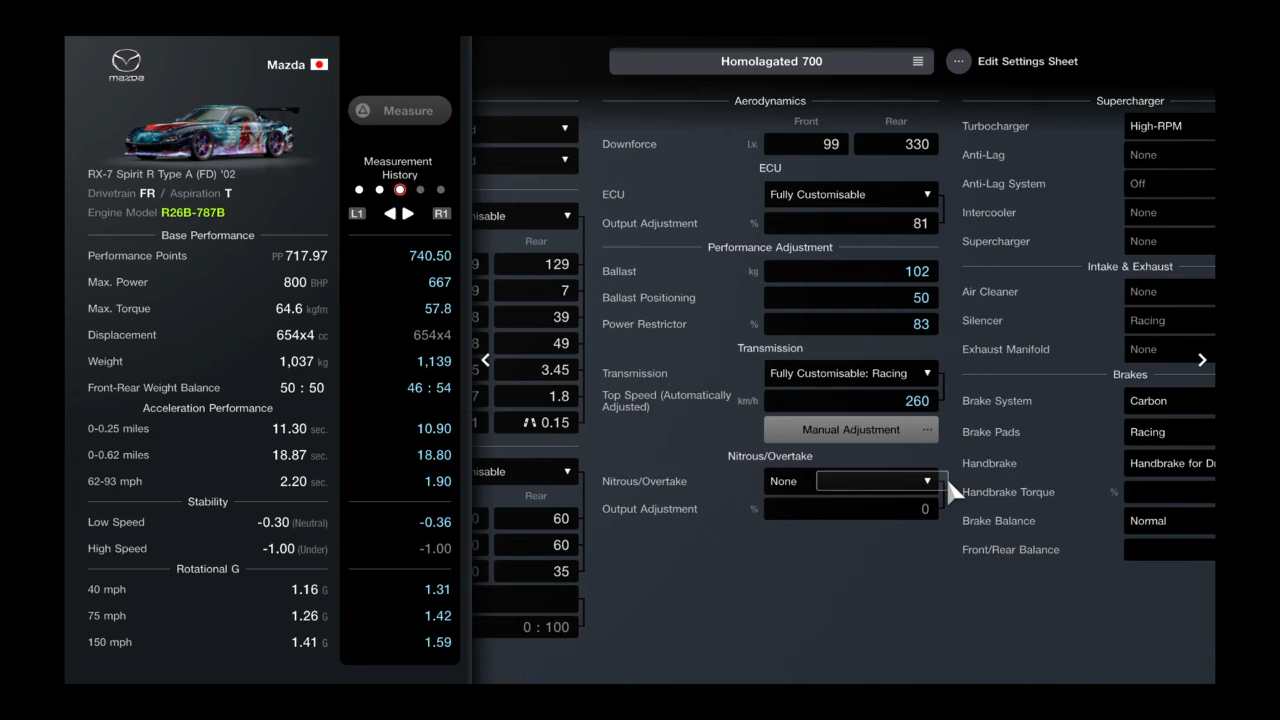 Homolagated 700
Edit Settings Sheet
mazda
Mazda
Measure
Measurement
History
L1
R1
RX-7 Spirit R Type A (FD) '02
Drivetrain FR / Aspiration T
Engine Model R26B-787B
Base Performance
Performance Points PP 717.97 740.50
Max. Power 800 BHP 667
Max. Torque 64.6 kgfm 57.8
Displacement 654x4 cc 654x4
Weight 1,037 kg 1,139
Front-Rear Weight Balance 50 : 50 46 : 54
Acceleration Performance
0-0.25 miles 11.30 sec. 10.90
0-0.62 miles 18.87 sec. 18.80
62-93 mph 2.20 sec. 1.90
Stability
Low Speed -0.30 (Neutral) -0.36
High Speed -1.00 (Under) -1.00
Rotational G
40 mph 1.16 G 1.31
75 mph 1.26 G 1.42
150 mph 1.41 G 1.59
Rear
129
7
39
49
3.45
1.8
0.15
Rear
60
60
35
0 : 100
Aerodynamics
Front Rear
Downforce Lv. 99 330
ECU
ECU Fully Customisable
Output Adjustment % 81
Performance Adjustment
Ballast kg 102
Ballast Positioning 50
Power Restrictor % 83
Transmission
Transmission Fully Customisable: Racing
Top Speed (Automatically
Adjusted) km/h 260
Manual Adjustment ...
Nitrous/Overtake
Nitrous/Overtake None
Output Adjustment % 0
Supercharger
Turbocharger High-RPM
Anti-Lag None
Anti-Lag System Off
Intercooler None
Supercharger None
Intake & Exhaust
Air Cleaner None
Silencer Racing
Exhaust Manifold None
Brakes
Brake System Carbon
Brake Pads Racing
Handbrake Handbrake for
Handbrake Torque %
Brake Balance Normal
Front/Rear Balance